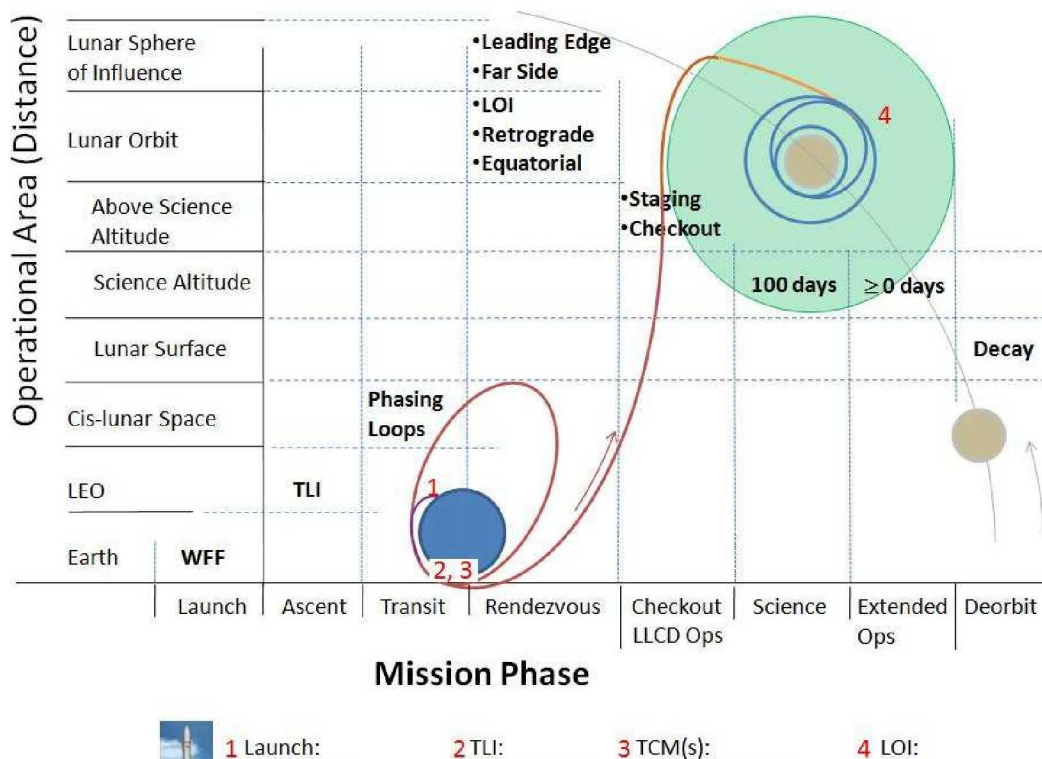 Operational Area (Distance)
Lunar Sphere
of Influence
•Leading Edge
•Far Side
Lunar Orbit
•LOI
•Retrograde
•Equatorial
4
Above Science
Altitude
•Staging
•Checkout
Science Altitude
100 days
≥0 days
Lunar Surface
Decay
Cis-lunar Space
Phasing
Loops
LEO
TLI
1
Earth
WFF
2, 3
Launch
Ascent
Transit
Rendezvous
Checkout
LLCD Ops
Science
Extended
Ops
Deorbit
Mission Phase
1 Launch:
2 TLI:
3 TCM(s):
4 LOI: